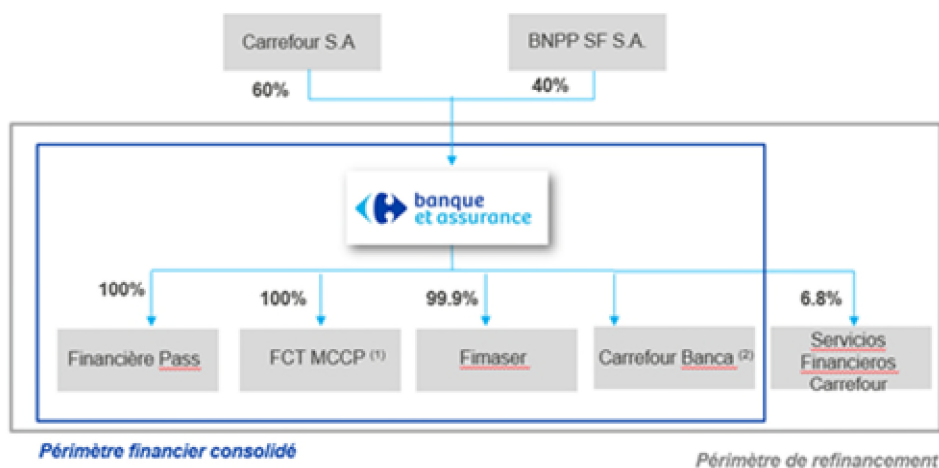 Carrefour S.A
BNPP SF S.A.
60%
40%
banque
et assurance
100%
100%
99.9%
6.8%
Financière Pass
FCT MCCP (1)
Fimaser
Carrefour Banca (2)
Servicios
Financieros
Carrefour
Périmètre financier consolidé
Périmètre de refinancement